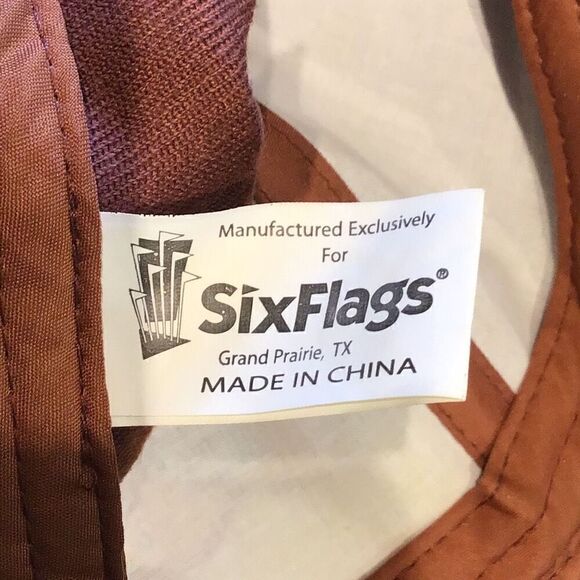 Manufactured Exclusively
For
SixFlags®
Grand Prairie, TX
MADE IN CHINA